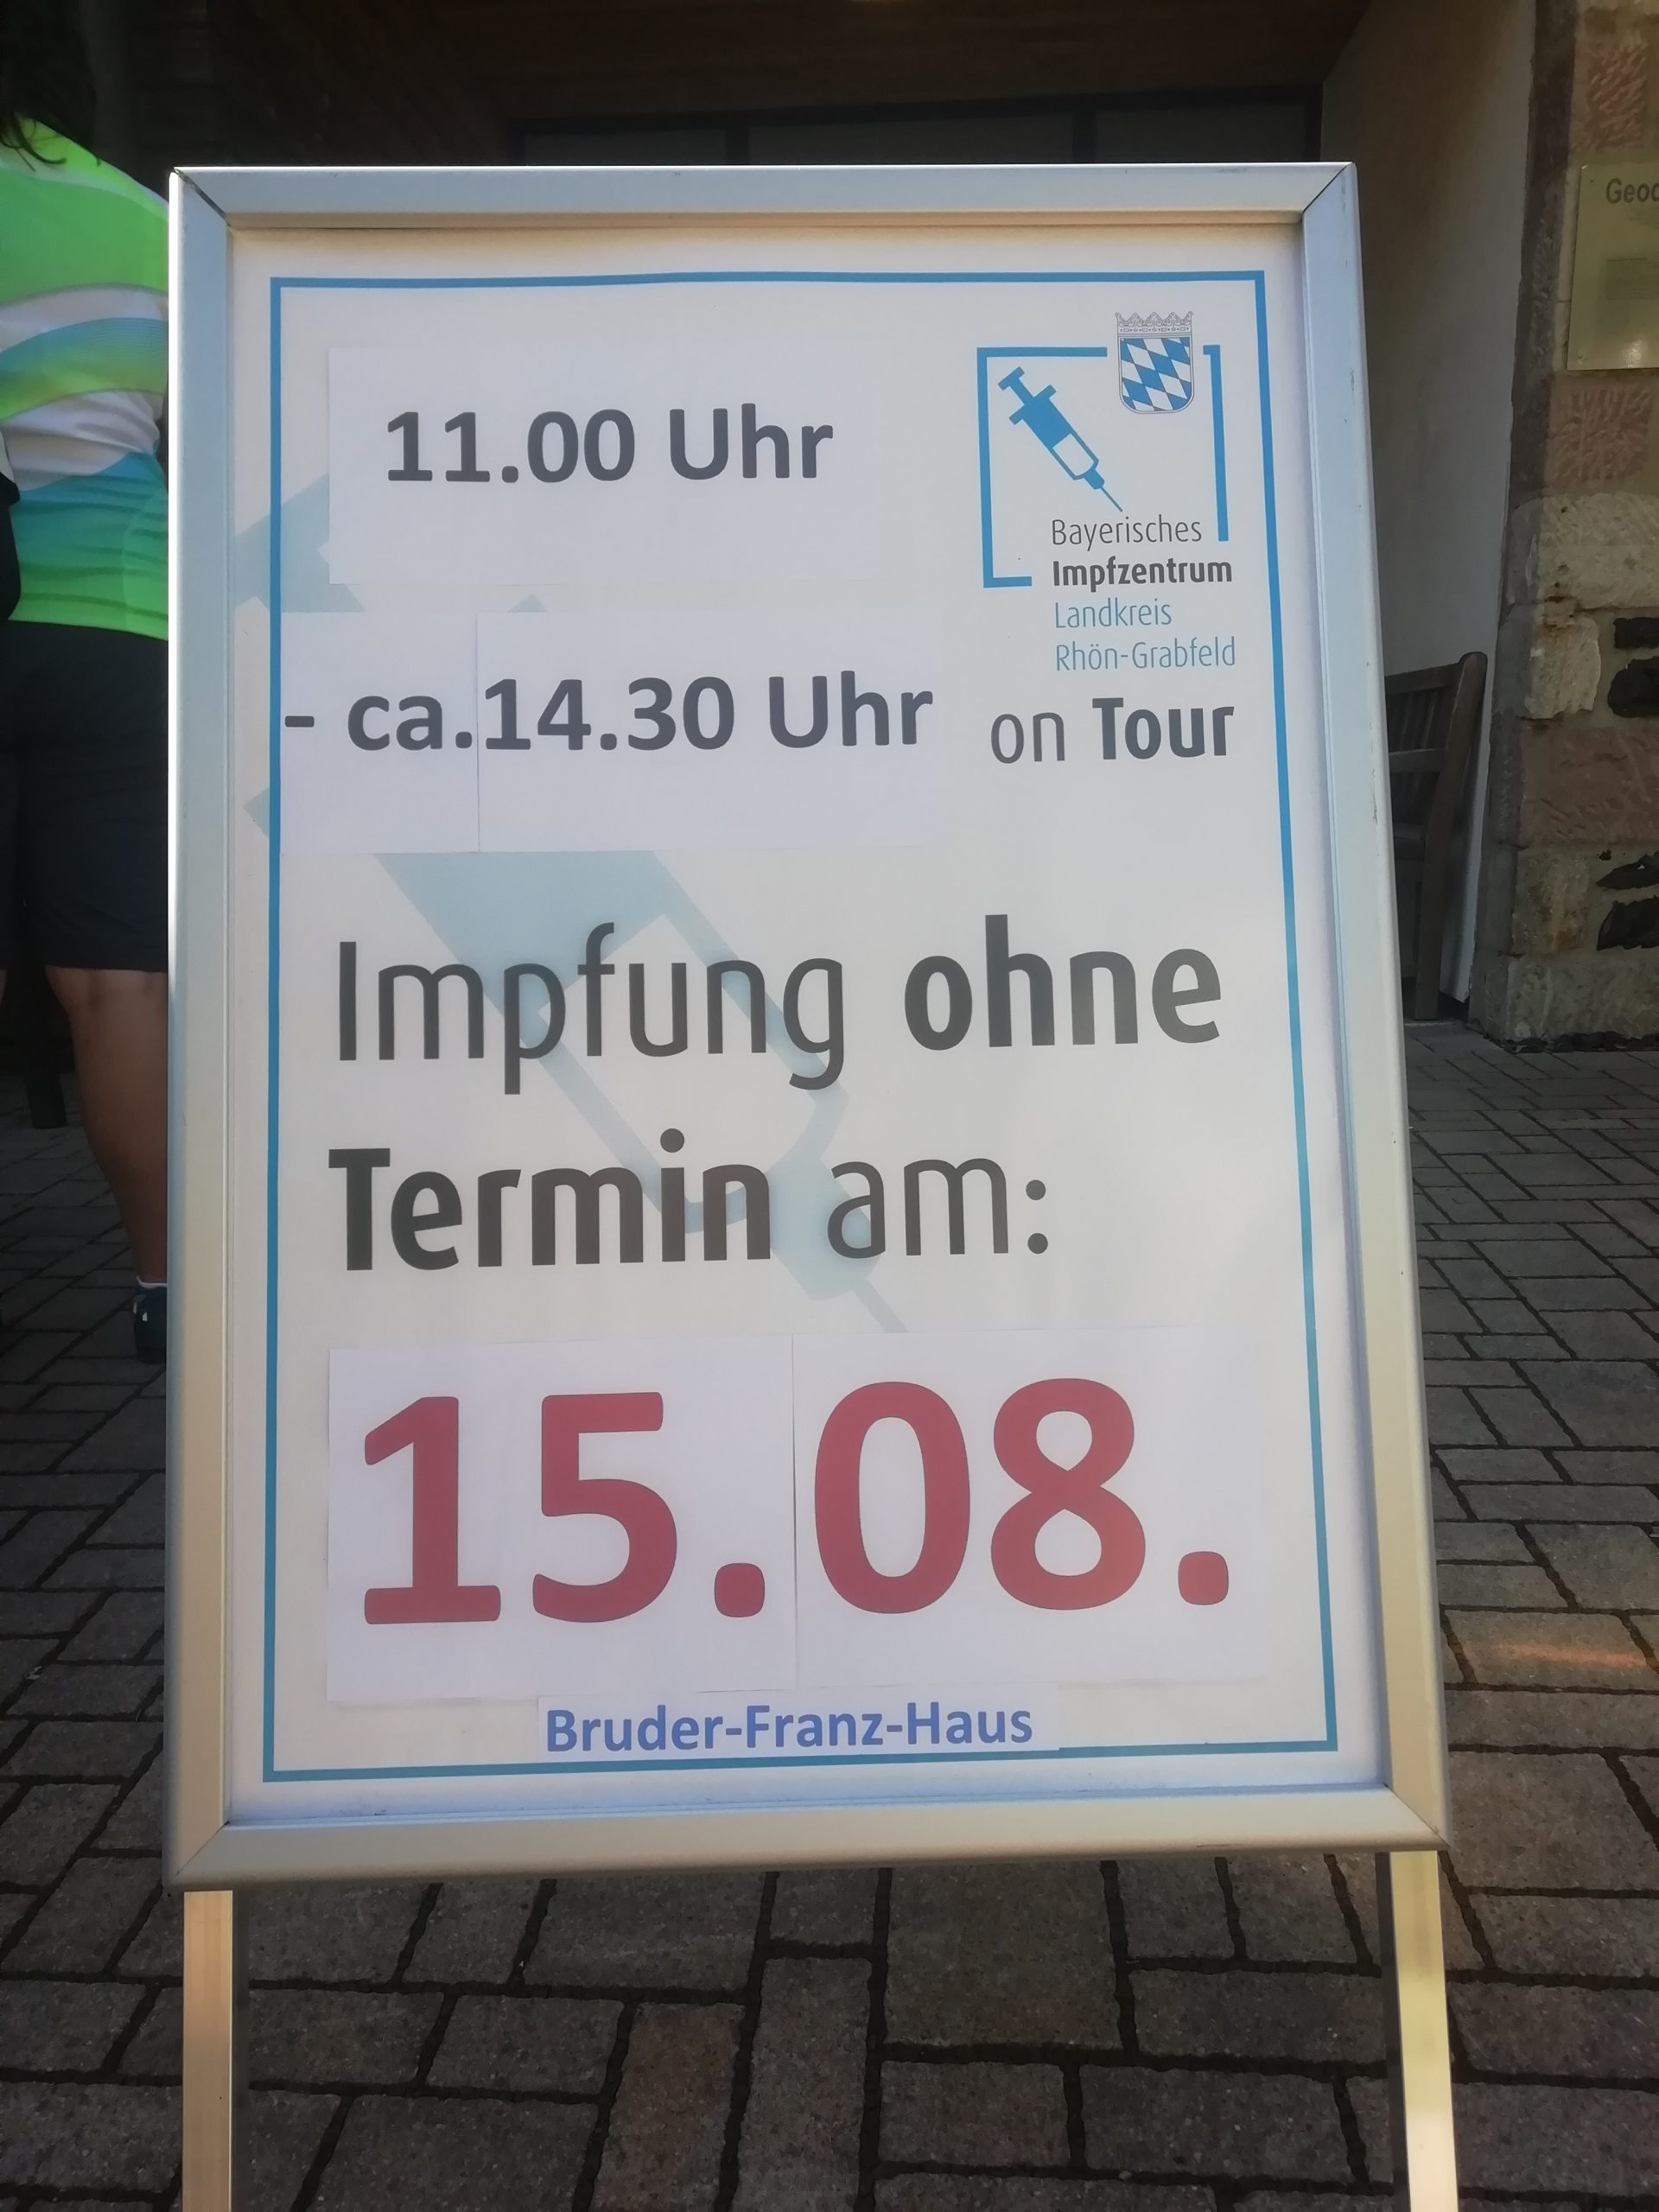 11.00 Uhr
Bayerisches
Impfzentrum
Landkreis
Rhön-Grabfeld
- ca.14.30 Uhr
on Tour
Impfung ohne
Termin am:
15.08.
Bruder-Franz-Haus